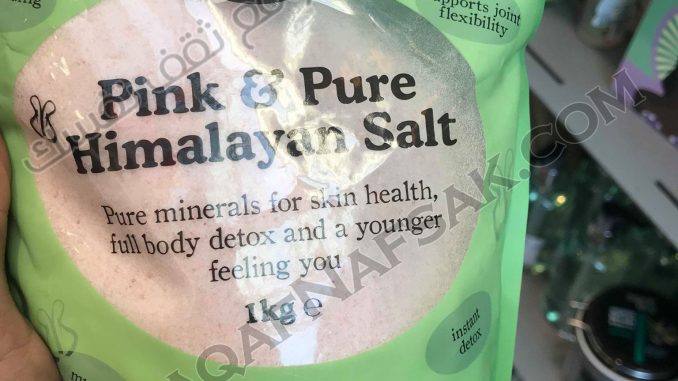 supports joint
flexibility
Pink & Pure
Himalayan Salt
Pure minerals for skin health,
full body detox and a younger
feeling you
1kg e
instant
detox
AQAFNAFSAK.COM